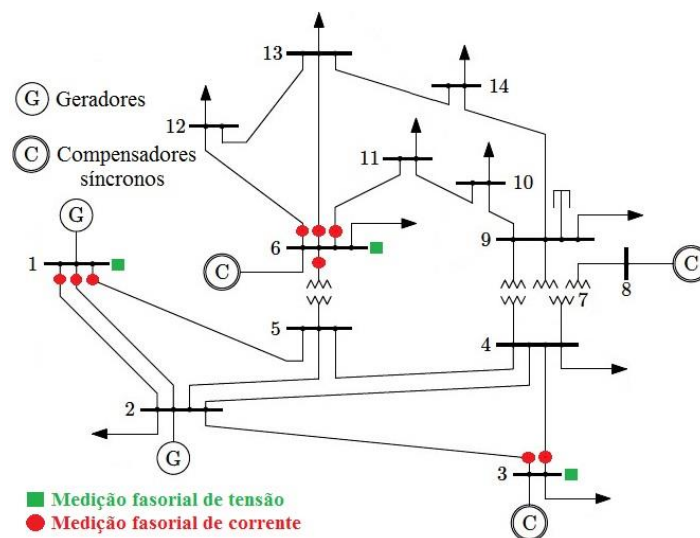 13
G Geradores
14
12
C Compensadores
síncronos
11
10
G
6
9
1
C
7
8
C
5
4
2
G
3
Medição fasorial de tensão
Medição fasorial de corrente
C